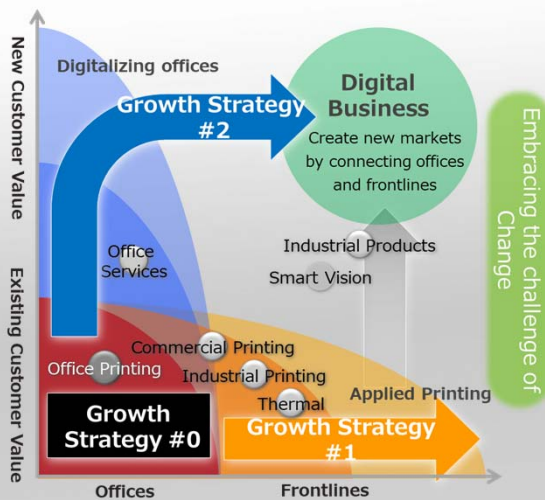 New Customer Value
Existing Customer Value
Digitalizing offices
Growth Strategy
#2
Digital
Business
Create new markets
by connecting offices
and frontlines
Embracing the challenge of
Change
Office
Services
Industrial Products
Smart Vision
Office Printing
Commercial Printing
Industrial Printing
Thermal
Applied Printing
Growth
Strategy #0
Growth Strategy
#1
Offices
Frontlines